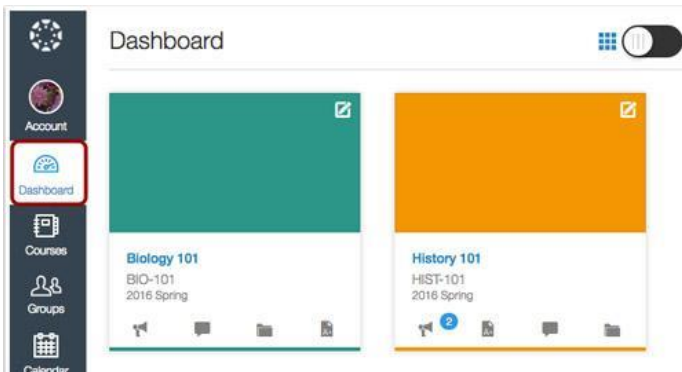 Dashboard
Account
Dashboard
Courses
Groups
Calendar
Biology 101
BIO-101
2016 Spring
History 101
HIST-101
2016 Spring
2